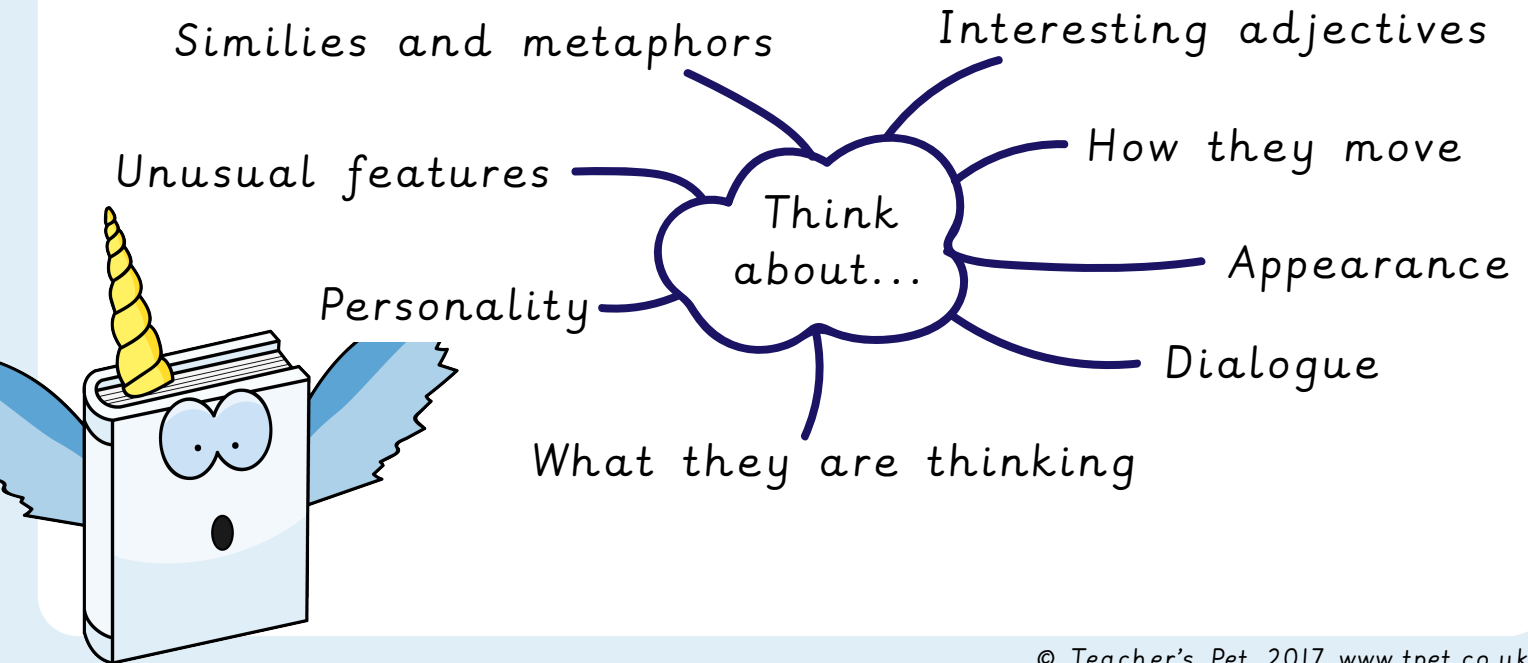 Similies and metaphors
Interesting adjectives
Unusual features
How they move
Think
about...
Personality
Appearance
Dialogue
What they are thinking
© Teacher's Pet 2017 www.tpet.co.uk